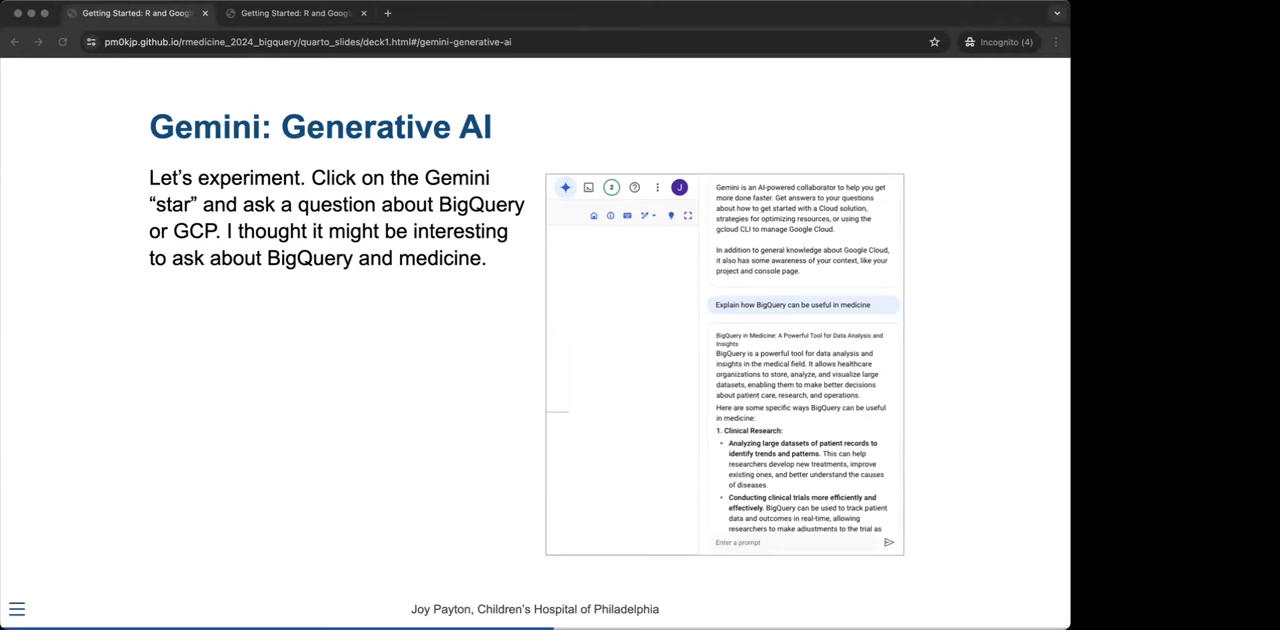 Getting Started: R and Googl
Getting Started: R and Googl
pm0kjp.github.io/rmedicine_2024_bigquery/quarto_slides/deck1.html#/gemini-generative-ai
Incognito (4)
Gemini: Generative AI
Let’s experiment. Click on the Gemini
“star” and ask a question about BigQuery
or GCP. I thought it might be interesting
to ask about BigQuery and medicine.
2
J
Gemini is an AI-powered collaborator to help you get
more done faster. Get answers to your questions
about how to get started with a Cloud solution,
strategies for optimizing resources, or using the
gcloud CLI to manage Google Cloud.
In addition to general knowledge about Google Cloud,
it also has some awareness of your context, like your
project and console page.
Explain how BigQuery can be useful in medicine
BigQuery in Medicine: A Powerful Tool for Data Analysis and
Insights
BigQuery is a powerful tool for data analysis and
insights in the medical field. It allows healthcare
organizations to store, analyze, and visualize large
datasets, enabling them to make better decisions
about patient care, research, and operations.
Here are some specific ways BigQuery can be useful
in medicine:
1. Clinical Research:
• Analyzing large datasets of patient records to
identify trends and patterns. This can help
researchers develop new treatments, improve
existing ones, and better understand the causes
of diseases.
• Conducting clinical trials more efficiently and
effectively. BigQuery can be used to track patient
data and outcomes in real-time, allowing
researchers to make adjustments to the trial as
Enter a prompt
Joy Payton, Children’s Hospital of Philadelphia